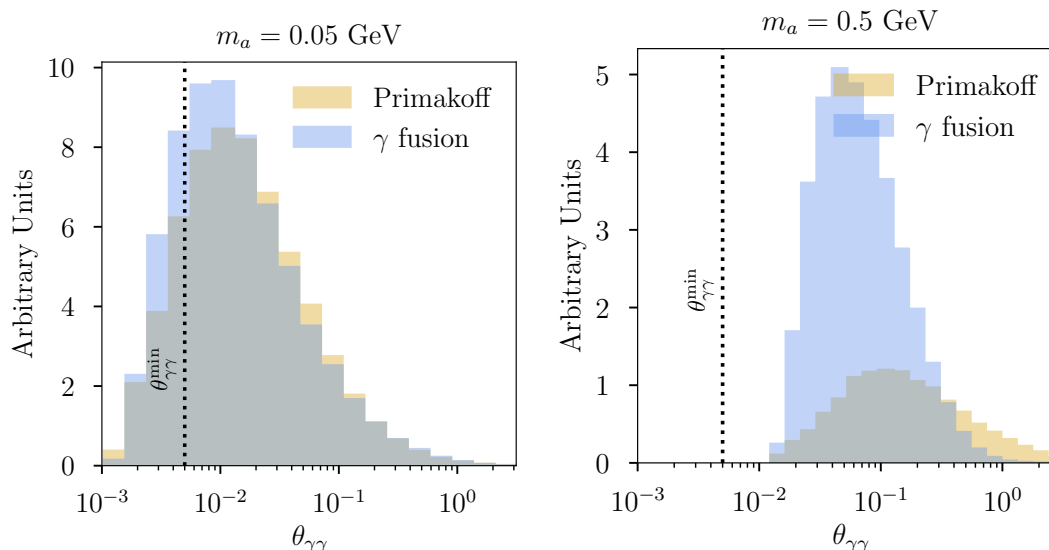 m_a = 0.05 GeV
Arbitrary Units
10
8
6
4
2
0
Primakoff
γ fusion
θ_γγ^min
10^−3
10^−2
10^−1
10^0
θ_γγ
m_a = 0.5 GeV
Arbitrary Units
5
4
3
2
1
0
Primakoff
γ fusion
θ_γγ^min
10^−3
10^−2
10^−1
10^0
θ_γγ